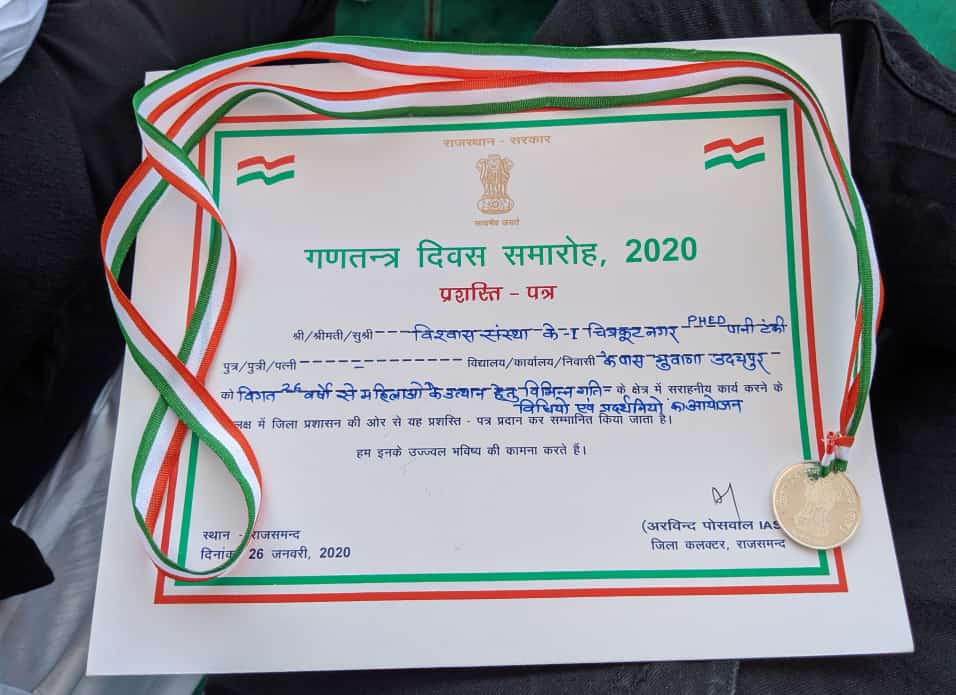 राजस्थान - सरकार
सत्यमेव जयते
गणतन्त्र दिवस समारोह, 2020
प्रशस्ति - पत्र
श्री/श्रीमती/सुश्री विश्वास संस्था के-I चित्रकूट नगर PHED पानी टंकी
पुत्र/पुत्री/पत्नी - विद्यालय/कार्यालय/निवासी के पास भुवाणा उदयपुर
को विगत 26 वर्षो से महिलाओ के उत्थान हेतु विभिन्न गति- के क्षेत्र में सराहनीय कार्य करने के
विधियो एवं प्रदर्शनियो का आयोजन
लक्ष में जिला प्रशासन की ओर से यह प्रशस्ति - पत्र प्रदान कर सम्मानित किया जाता है।
हम इनके उज्ज्वल भविष्य की कामना करते हैं।
स्थान - राजसमन्द
दिनांक 26 जनवरी, 2020
(अरविन्द पोसवाल IAS
जिला कलक्टर, राजसमन्द